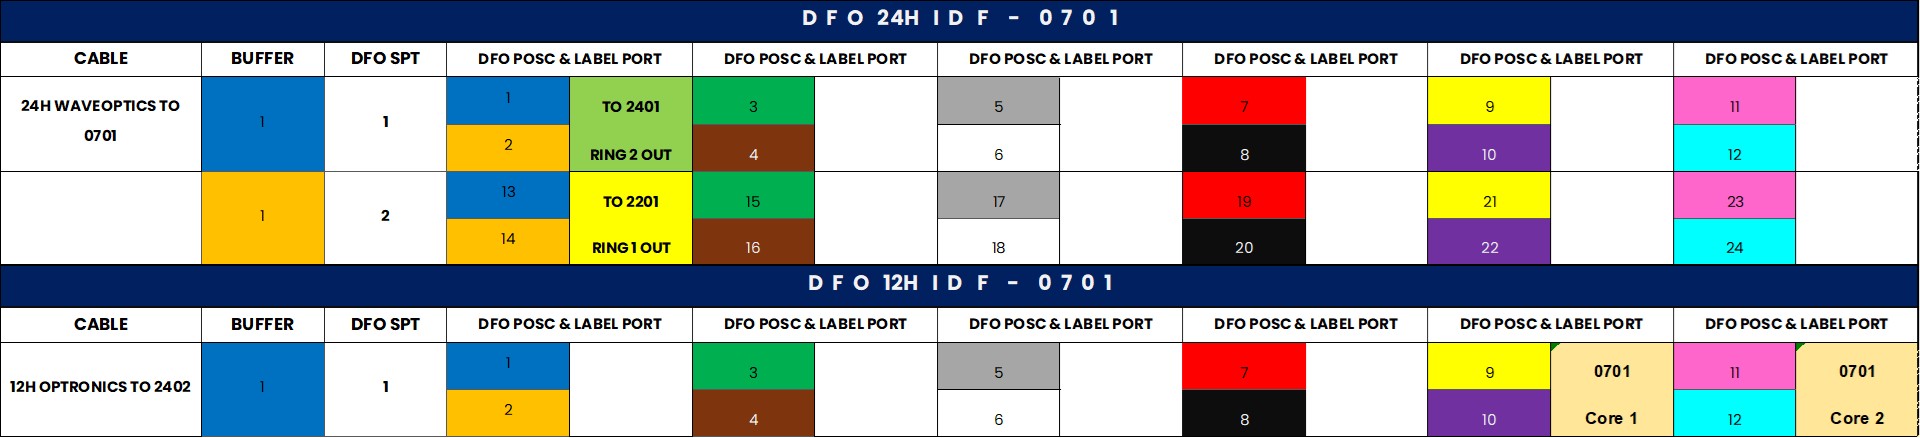 DFO 24H IDF - 0701
CABLE BUFFER DFO SPT DFO POSC & LABEL PORT DFO POSC & LABEL PORT DFO POSC & LABEL PORT DFO POSC & LABEL PORT DFO POSC & LABEL PORT DFO POSC & LABEL PORT
24H WAVEOPTICS TO
0701
1 1
1 TO 2401 3 5 7 9 11
2 RING 2 OUT 4 6 8 10 12
1 2
13 TO 2201 15 17 19 21 23
14 RING 1 OUT 16 18 20 22 24
DFO 12H IDF - 0701
CABLE BUFFER DFO SPT DFO POSC & LABEL PORT DFO POSC & LABEL PORT DFO POSC & LABEL PORT DFO POSC & LABEL PORT DFO POSC & LABEL PORT DFO POSC & LABEL PORT
12H OPTRONICS TO 2402 1 1
1 3 5 7 9 0701 11 0701
2 4 6 8 10 Core 1 12 Core 2